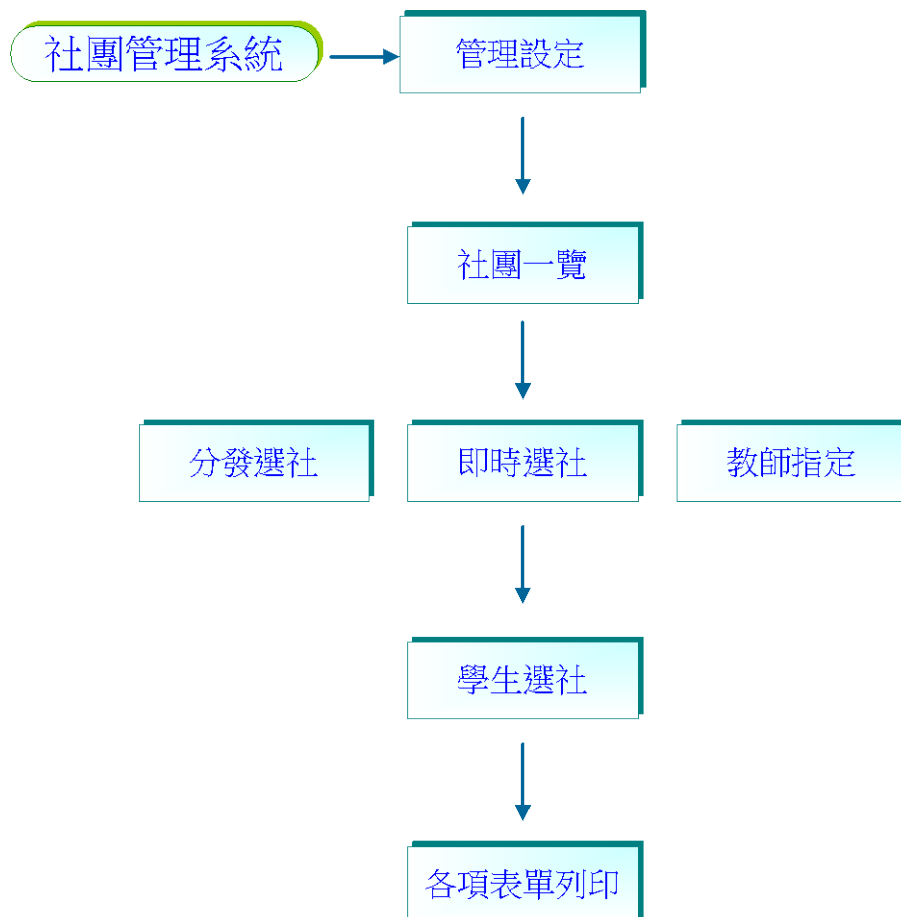 社團管理系統
管理設定
社團一覽
分發選社
即時選社
教師指定
學生選社
各項表單列印